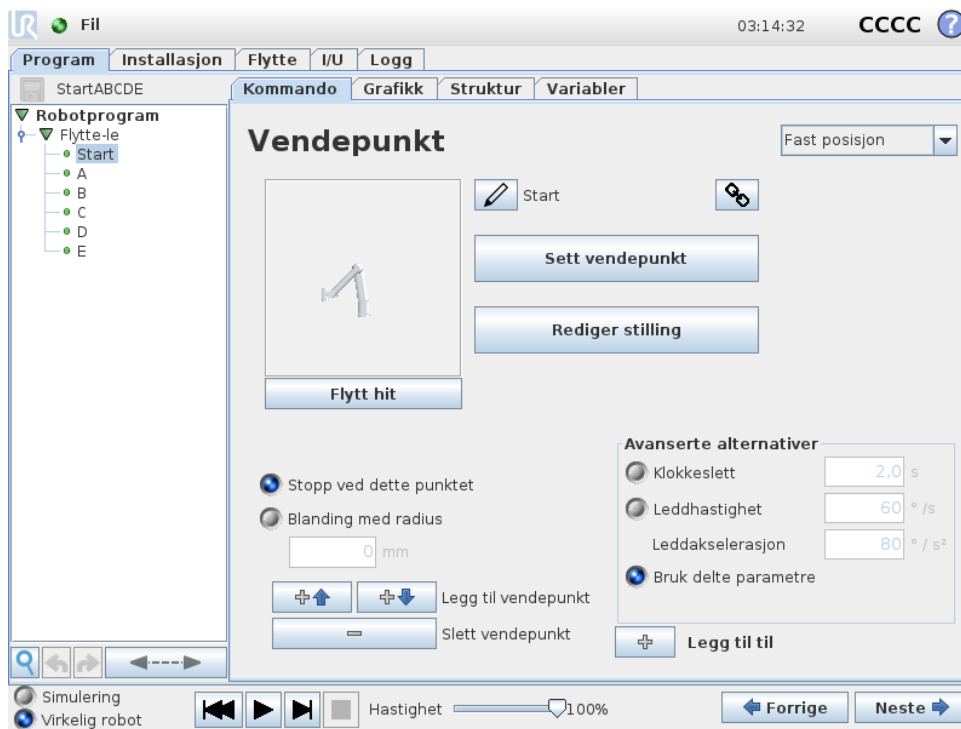 UR Fil 03:14:32 CCCC ?
Program Installasjon Flytte I/U Logg
StartABCDE Kommando Grafikk Struktur Variabler
Robotprogram
Flytte-le
Start
A
B
C
D
E
Vendepunkt
Fast posisjon
Start
Sett vendepunkt
Rediger stilling
Flytt hit
Stopp ved dette punktet
Blanding med radius
0 mm
Legg til vendepunkt
Slett vendepunkt
Avanserte alternativer
Klokkeslett 2,0 s
Leddhastighet 60 ° /s
Leddakselerasjon 80 ° / s²
Bruk delte parametre
Legg til til
Simulering
Virkelig robot
Hastighet 100%
Forrige Neste